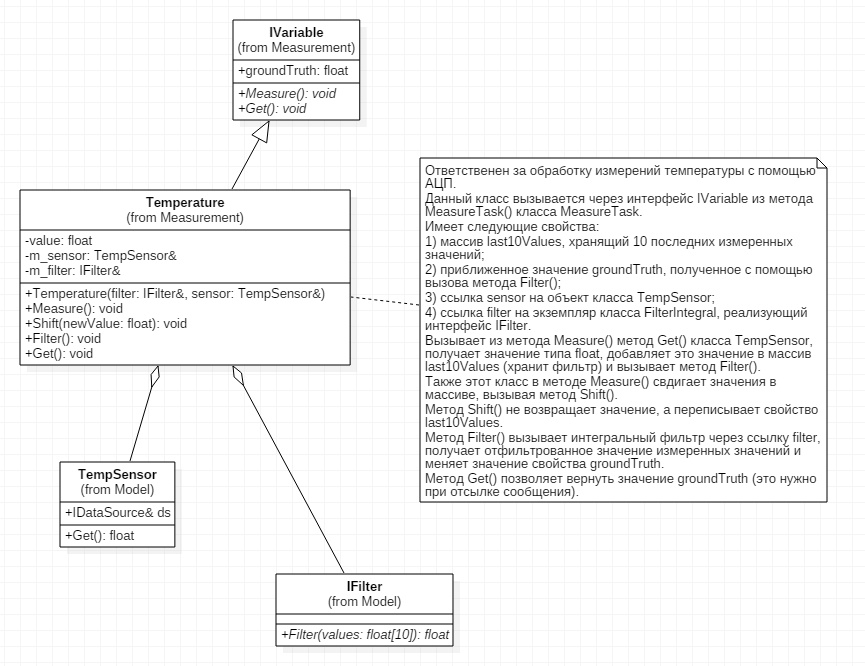 IVariable
(from Measurement)
+groundTruth: float
+Measure(): void
+Get(): void
Temperature
(from Measurement)
-value: float
-m_sensor: TempSensor&
-m_filter: IFilter&
+Temperature(filter: IFilter&, sensor: TempSensor&)
+Measure(): void
+Shift(newValue: float): void
+Filter(): void
+Get(): void
Ответственен за обработку измерений температуры с помощью
АЦП.
Данный класс вызывается через интерфейс IVariable из метода
MeasureTask() класса MeasureTask.
Имеет следующие свойства:
1) массив last10Values, хранящий 10 последних измеренных
значений;
2) приближенное значение groundTruth, полученное с помощью
вызова метода Filter();
3) ссылка sensor на объект класса TempSensor;
4) ссылка filter на экземпляр класса FilterIntegral, реализующий
интерфейс IFilter.
Вызывает из метода Measure() метод Get() класса TempSensor,
получает значение типа float, добавляет это значение в массив
last10Values (хранит фильтр) и вызывает метод Filter().
Также этот класс в методе Measure() свдигает значения в
массиве, вызывая метод Shift().
Метод Shift() не возвращает значение, а переписывает свойство
last10Values.
Метод Filter() вызывает интегральный фильтр через ссылку filter,
получает отфильтрованное значение измеренных значений и
меняет значение свойства groundTruth.
Метод Get() позволяет вернуть значение groundTruth (это нужно
при отсылке сообщения).
TempSensor
(from Model)
+IDataSource& ds
+Get(): float
IFilter
(from Model)
+Filter(values: float[10]): float